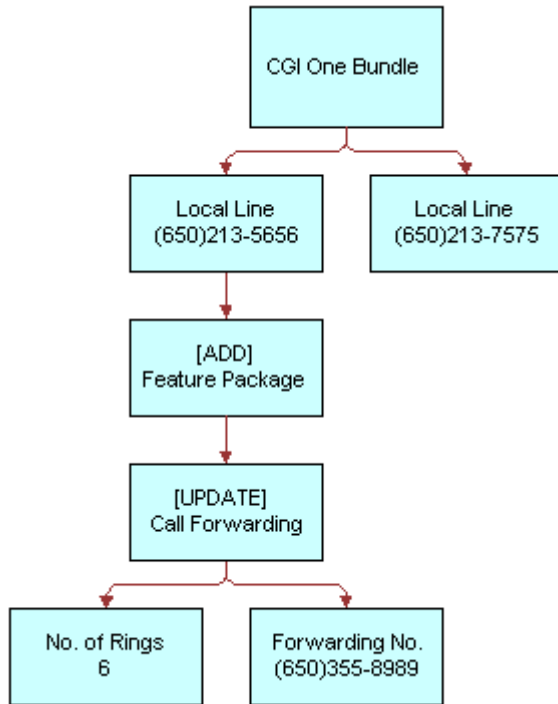 CGI One Bundle
Local Line
(650)213-5656
Local Line
(650)213-7575
[ADD]
Feature Package
[UPDATE]
Call Forwarding
No. of Rings
6
Forwarding No.
(650)355-8989